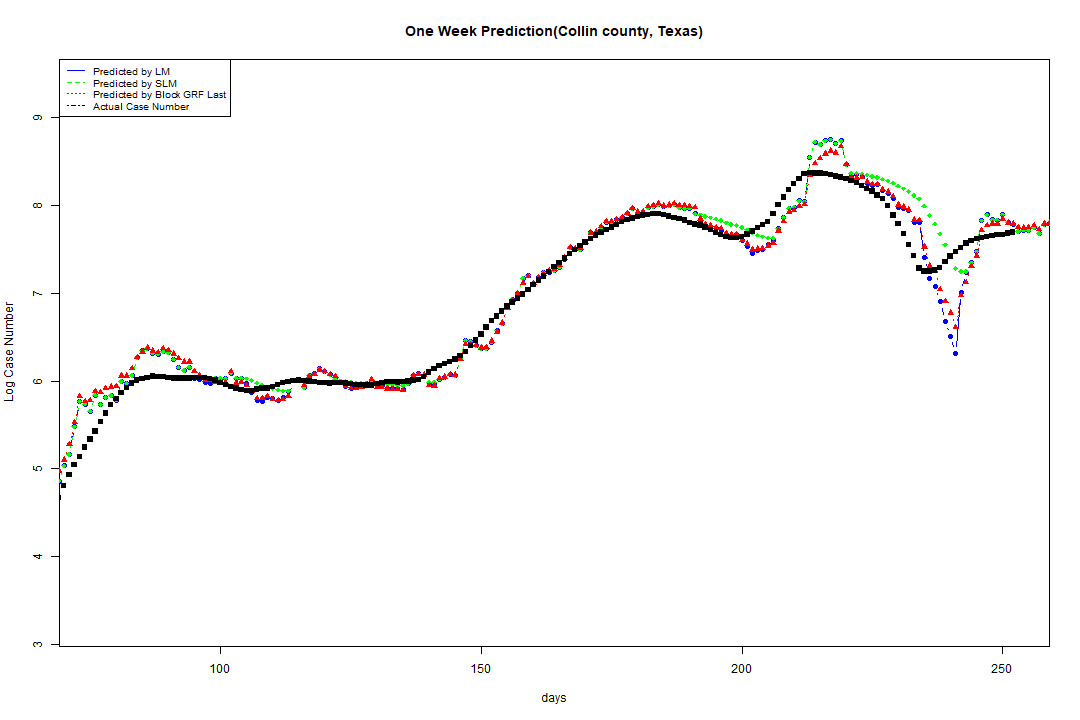 One Week Prediction(Collin county, Texas)
Predicted by LM
Predicted by SLM
Predicted by Block GRF Last
Actual Case Number
9
8
7
6
5
4
3
Log Case Number
100
150
200
250
days